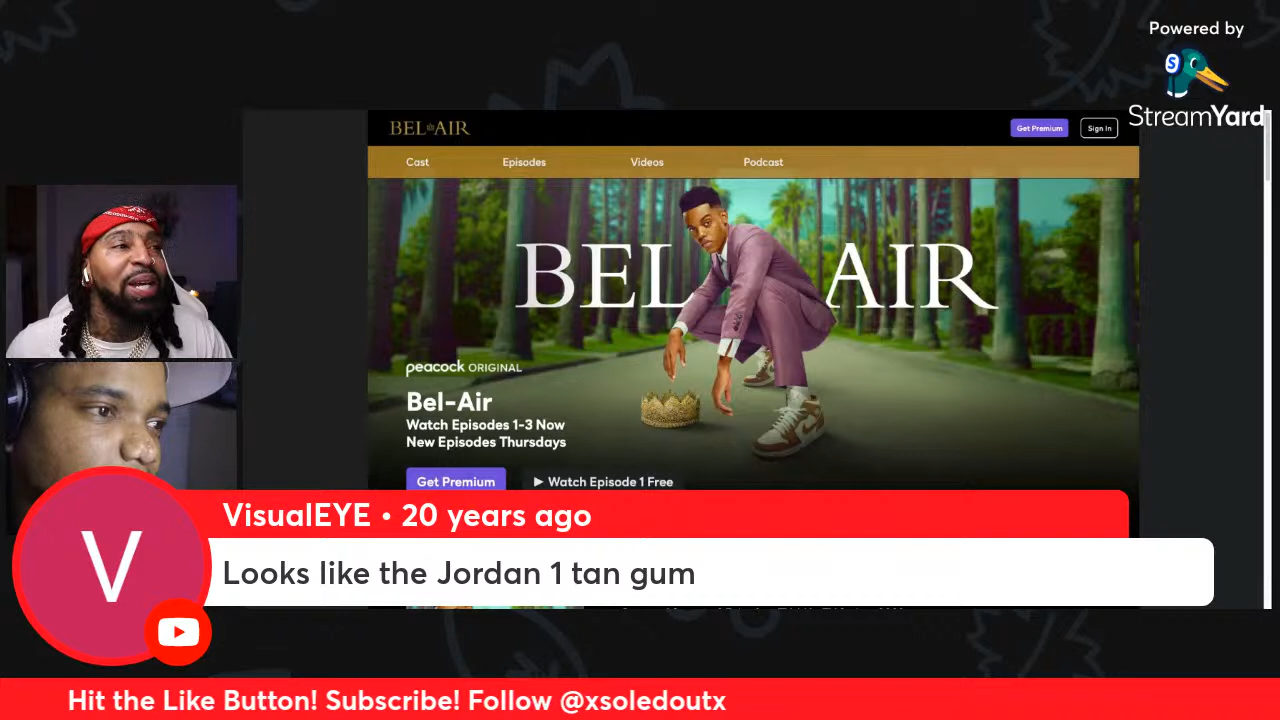 Powered by
StreamYard
BEL AIR
Get Premium
Sign In
Cast
Episodes
Videos
Podcast
BEL AIR
peacock ORIGINAL
Bel-Air
Watch Episodes 1-3 Now
New Episodes Thursdays
Get Premium
Watch Episode 1 Free
VisualEYE • 20 years ago
V
Looks like the Jordan 1 tan gum
Hit the Like Button! Subscribe! Follow @xsoledoutx